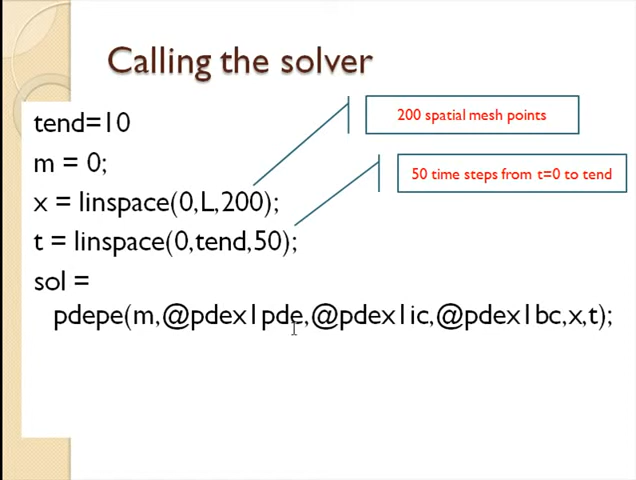 Calling the solver
tend=10
200 spatial mesh points
m = 0;
50 time steps from t=0 to tend
x = linspace(0,L,200);
t = linspace(0,tend,50);
sol =
pdepe(m,@pdex1pde,@pdex1ic,@pdex1bc,x,t);